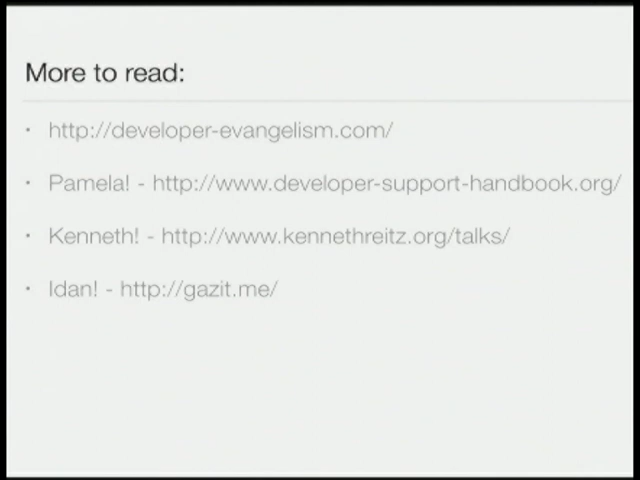 More to read:
• http://developer-evangelism.com/
• Pamela! - http://www.developer-support-handbook.org/
• Kenneth! - http://www.kennethreitz.org/talks/
• Idan! - http://gazit.me/